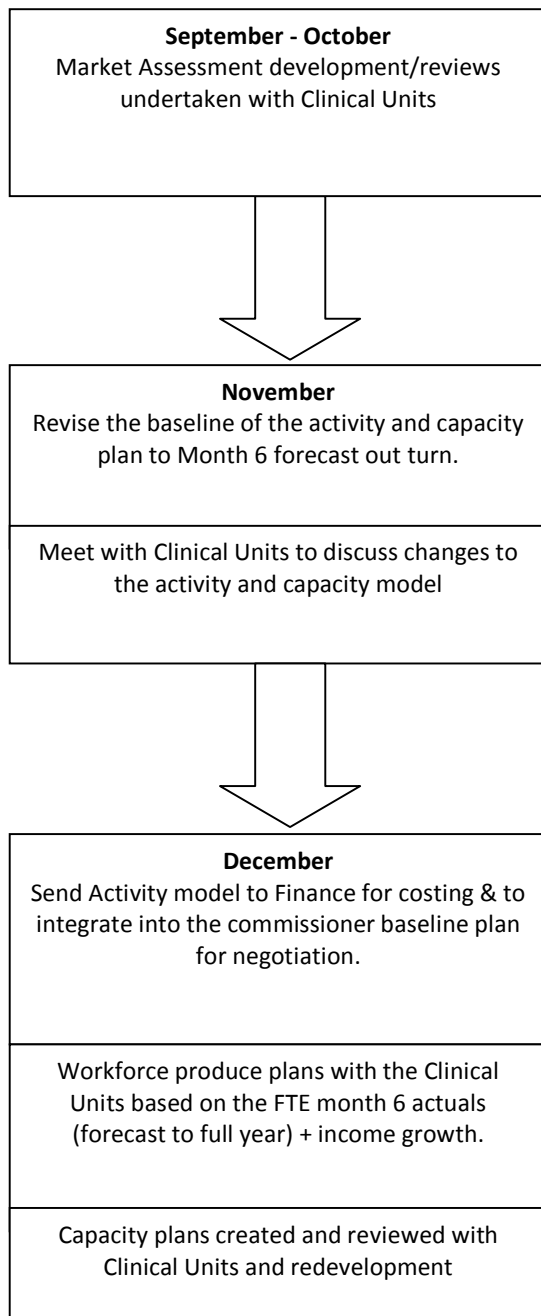 September - October
Market Assessment development/reviews
undertaken with Clinical Units
November
Revise the baseline of the activity and capacity
plan to Month 6 forecast out turn.
Meet with Clinical Units to discuss changes to
the activity and capacity model
December
Send Activity model to Finance for costing & to
integrate into the commissioner baseline plan
for negotiation.
Workforce produce plans with the Clinical
Units based on the FTE month 6 actuals
(forecast to full year) + income growth.
Capacity plans created and reviewed with
Clinical Units and redevelopment